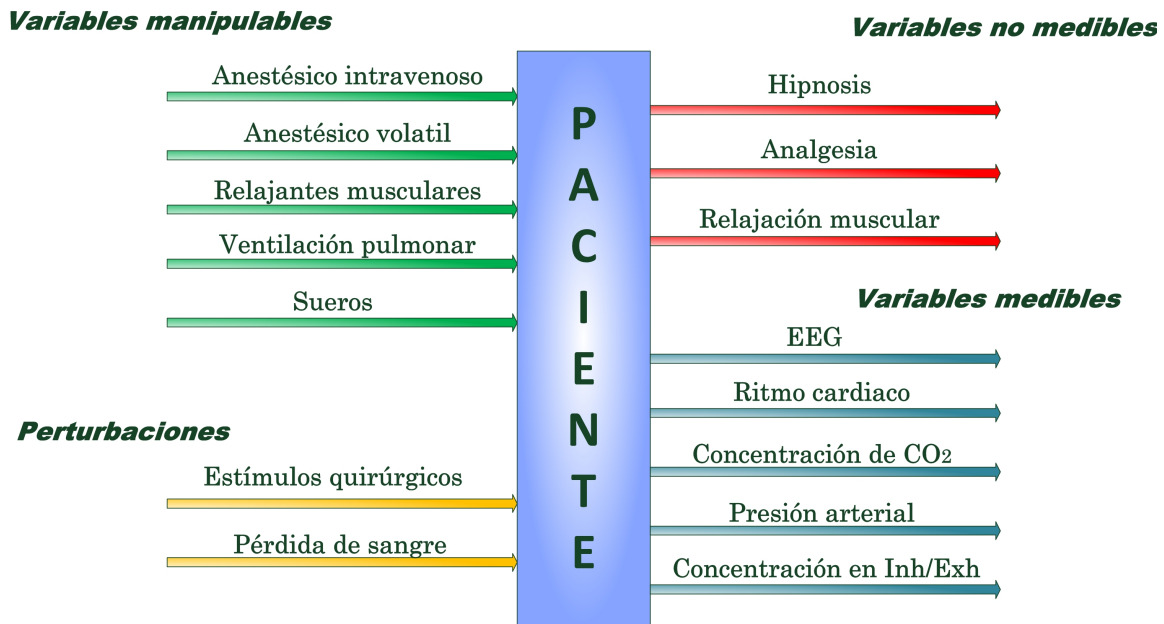 Variables manipulables
Anestésico intravenoso
Anestésico volatil
Relajantes musculares
Ventilación pulmonar
Sueros
Perturbaciones
Estímulos quirúrgicos
Pérdida de sangre
PACIENTE
Variables no medibles
Hipnosis
Analgesia
Relajación muscular
Variables medibles
EEG
Ritmo cardiaco
Concentración de CO2
Presión arterial
Concentración en Inh/Exh